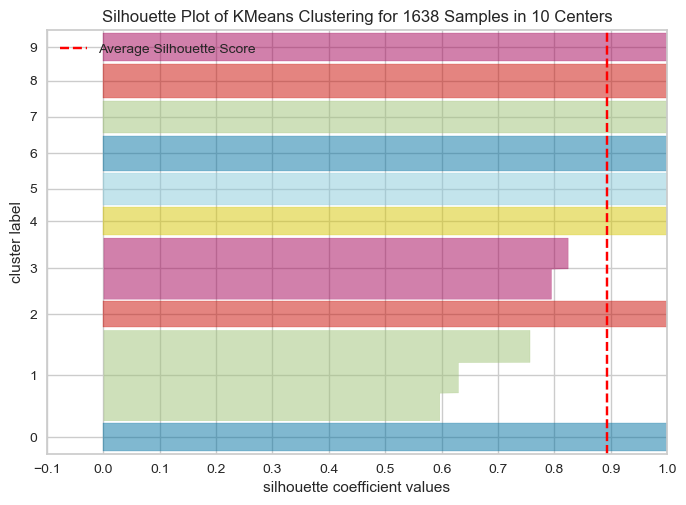 Silhouette Plot of KMeans Clustering for 1638 Samples in 10 Centers
Average Silhouette Score
cluster label
9
8
7
6
5
4
3
2
1
0
−0.1 0.0 0.1 0.2 0.3 0.4 0.5 0.6 0.7 0.8 0.9 1.0
silhouette coefficient values